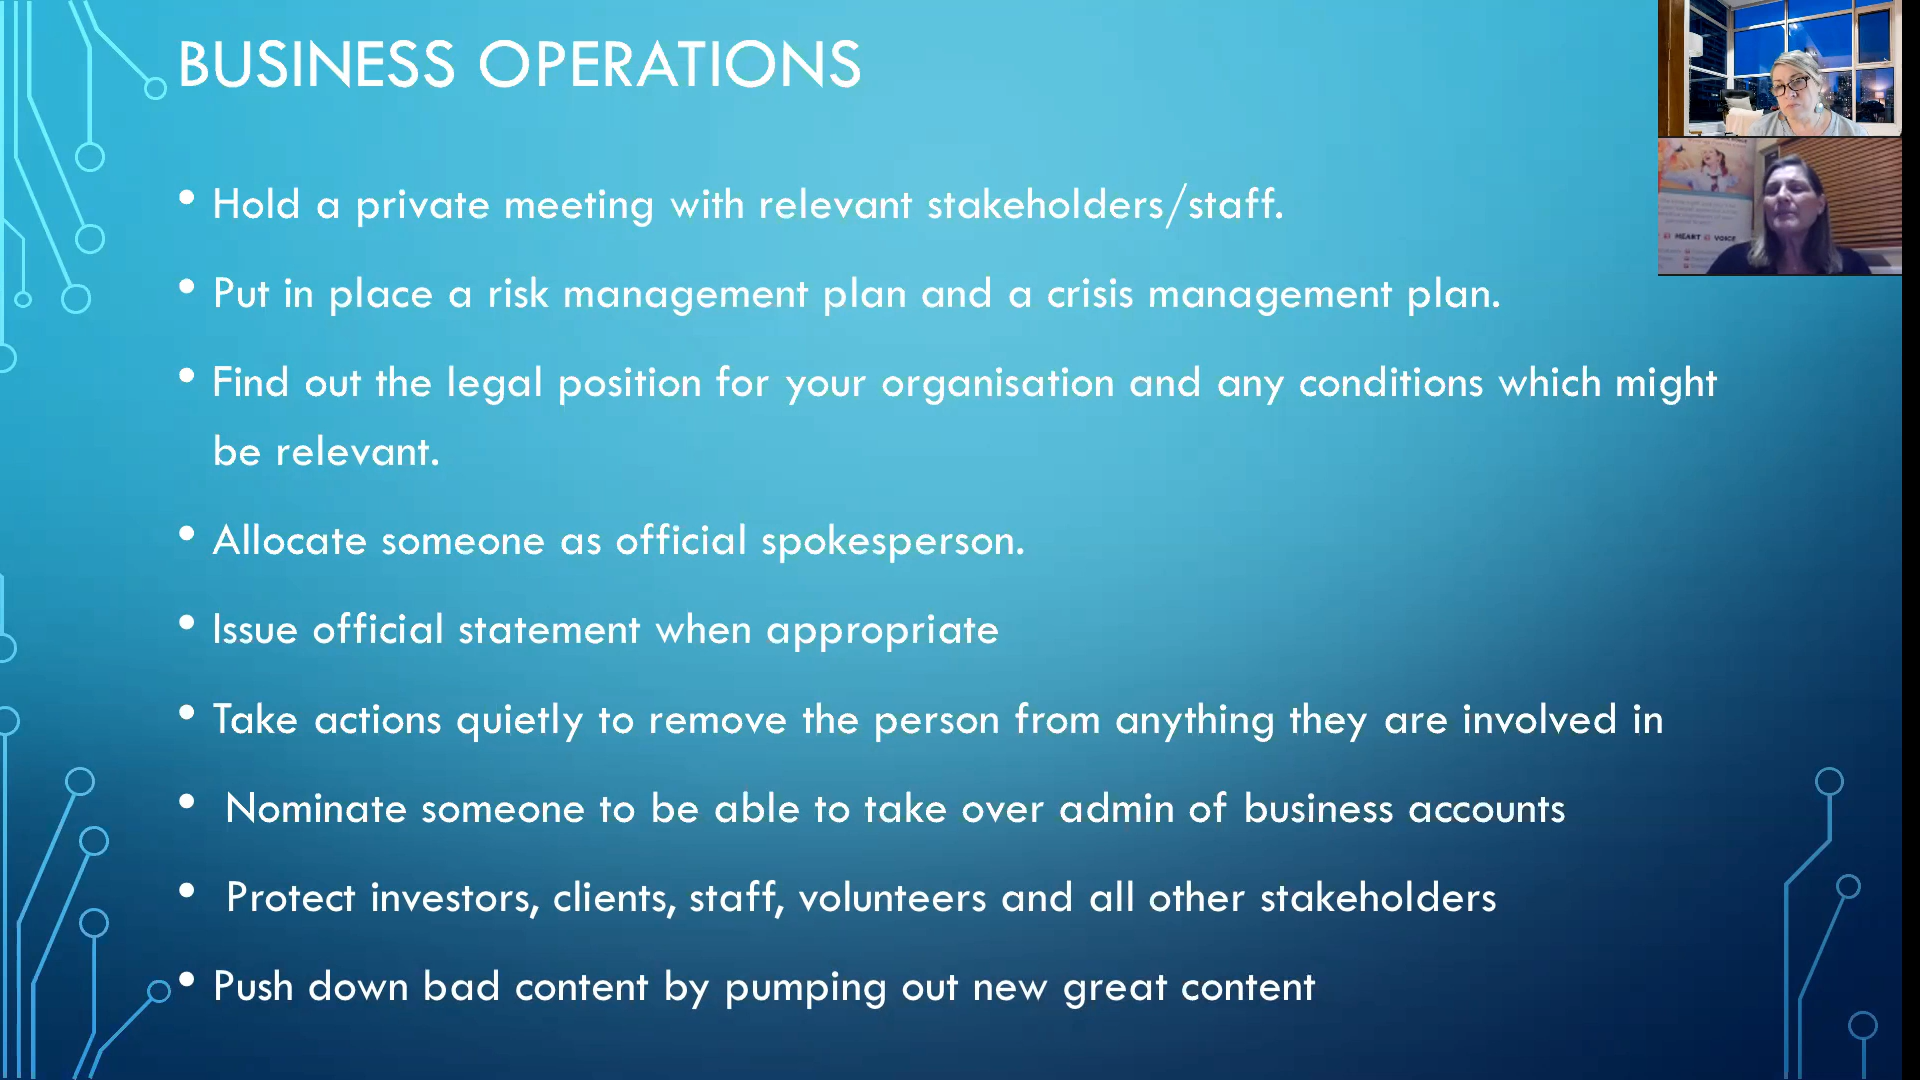 BUSINESS OPERATIONS
• Hold a private meeting with relevant stakeholders/staff.
• Put in place a risk management plan and a crisis management plan.
• Find out the legal position for your organisation and any conditions which might
be relevant.
• Allocate someone as official spokesperson.
• Issue official statement when appropriate
• Take actions quietly to remove the person from anything they are involved in
• Nominate someone to be able to take over admin of business accounts
• Protect investors, clients, staff, volunteers and all other stakeholders
• Push down bad content by pumping out new great content
HEART VOICE